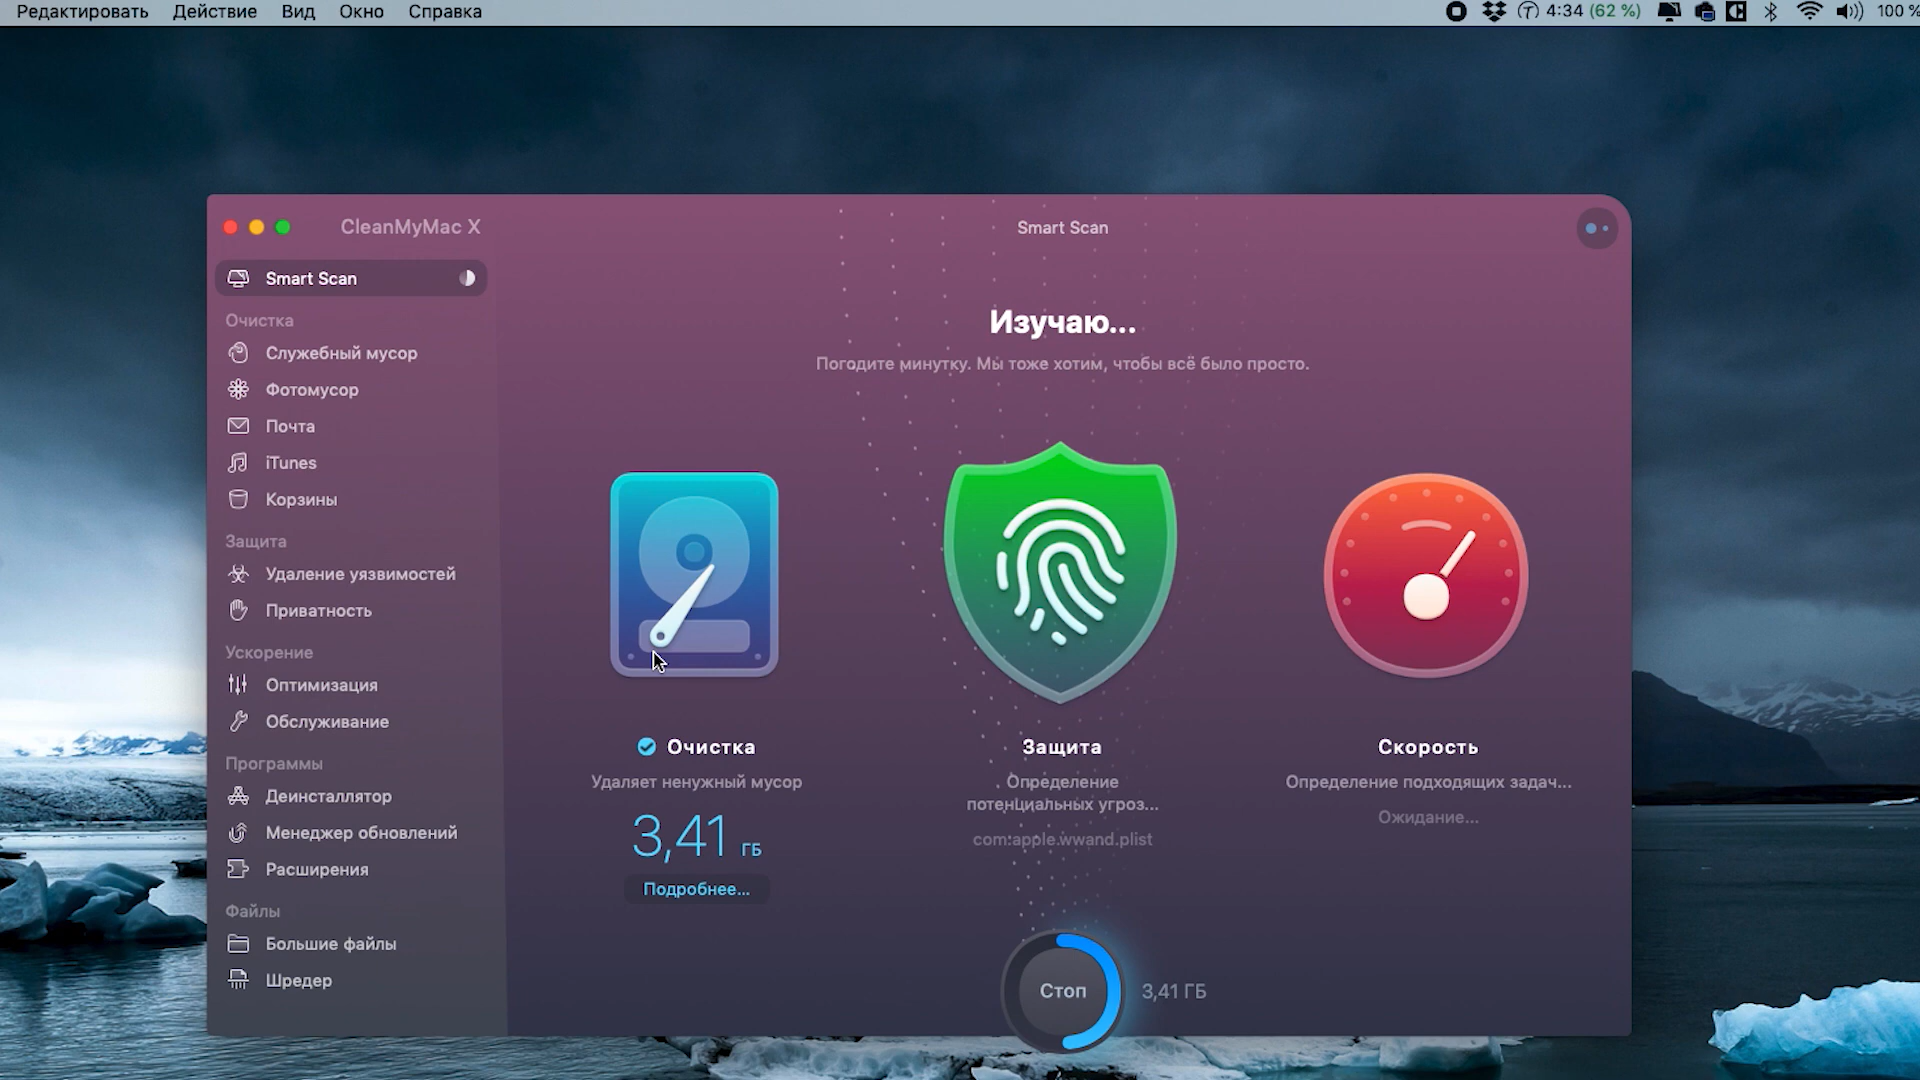 Редактировать Действие Вид Окно Справка 4:34 (62 %) 100 %
CleanMyMac X
Smart Scan
Smart Scan
Очистка
Служебный мусор
Фотомусор
Почта
iTunes
Корзины
Защита
Удаление уязвимостей
Приватность
Ускорение
Оптимизация
Обслуживание
Программы
Деинсталлятор
Менеджер обновлений
Расширения
Файлы
Большие файлы
Шредер
Изучаю...
Погодите минутку. Мы тоже хотим, чтобы всё было просто.
Очистка
Удаляет ненужный мусор
3,41 ГБ
Подробнее...
Защита
Определение
потенциальных угроз...
com.apple.wwand.plist
Скорость
Определение подходящих задач...
Ожидание...
Стоп
3,41 ГБ